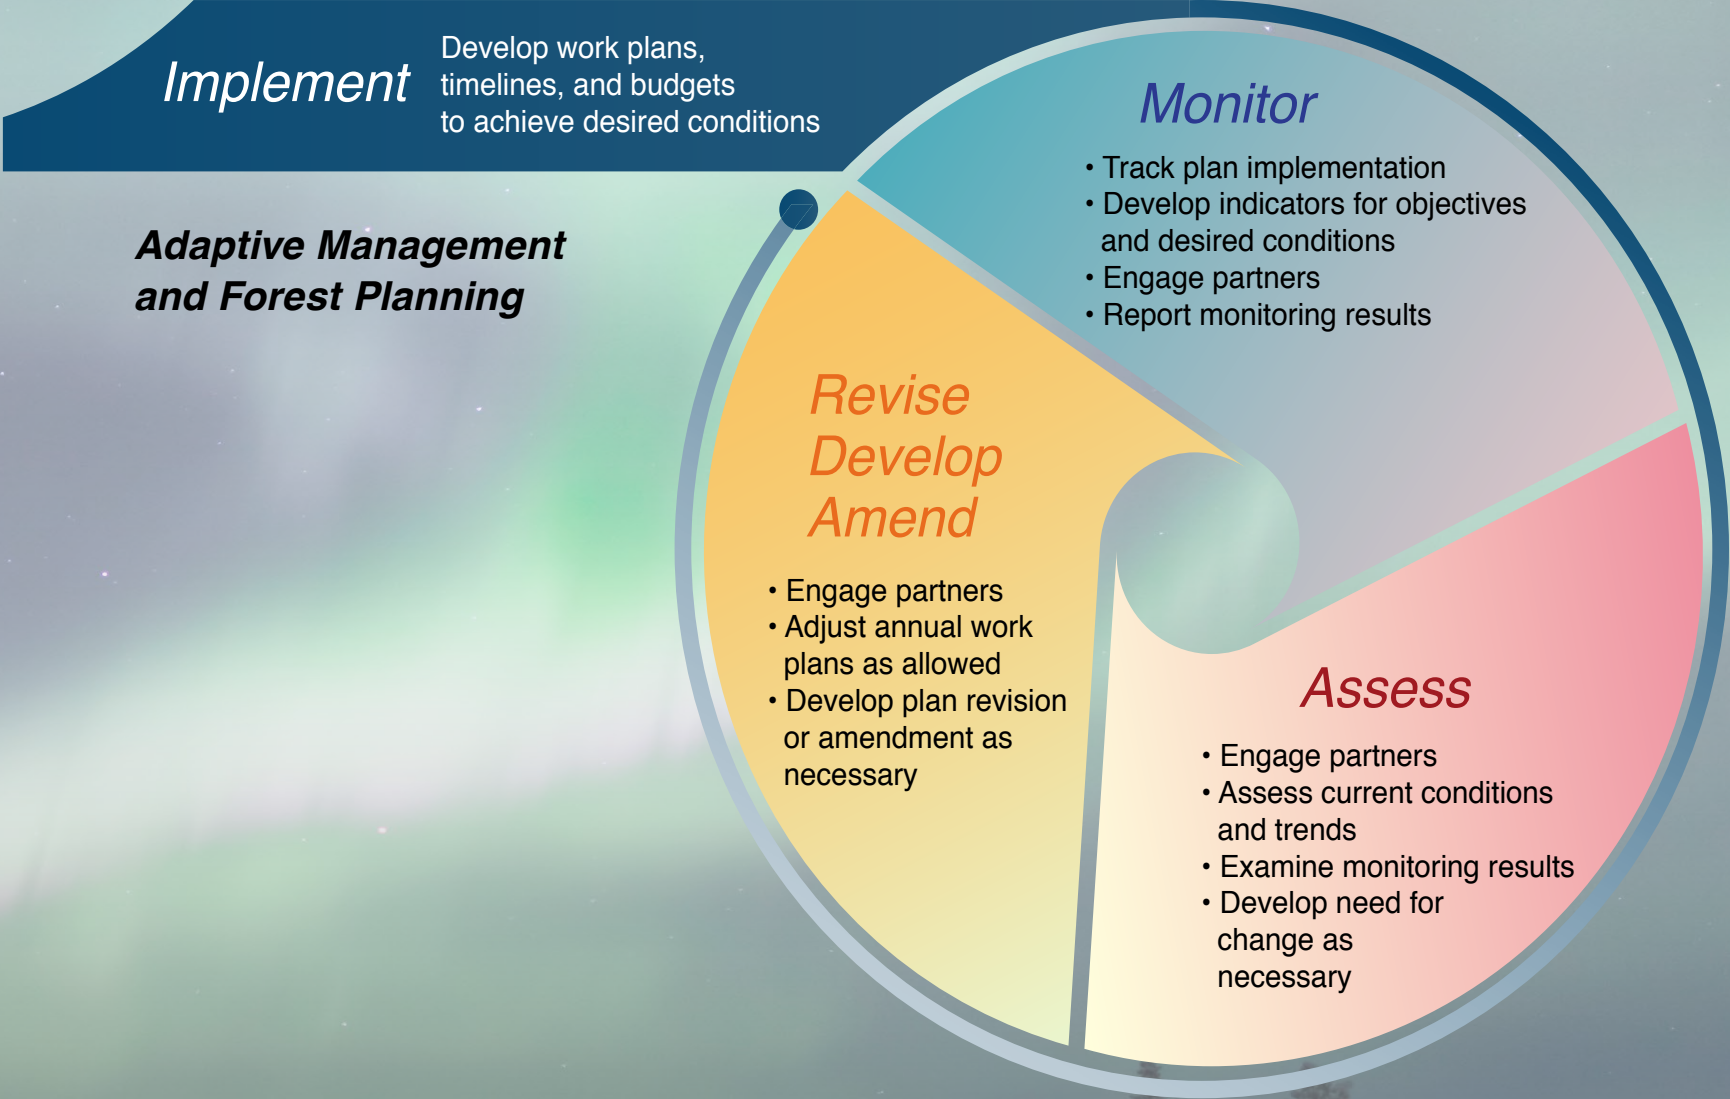 Implement
Develop work plans,
timelines, and budgets
to achieve desired conditions
Adaptive Management
and Forest Planning
Monitor
• Track plan implementation
• Develop indicators for objectives
and desired conditions
• Engage partners
• Report monitoring results
Revise
Develop
Amend
• Engage partners
• Adjust annual work
plans as allowed
• Develop plan revision
or amendment as
necessary
Assess
• Engage partners
• Assess current conditions
and trends
• Examine monitoring results
• Develop need for
change as
necessary